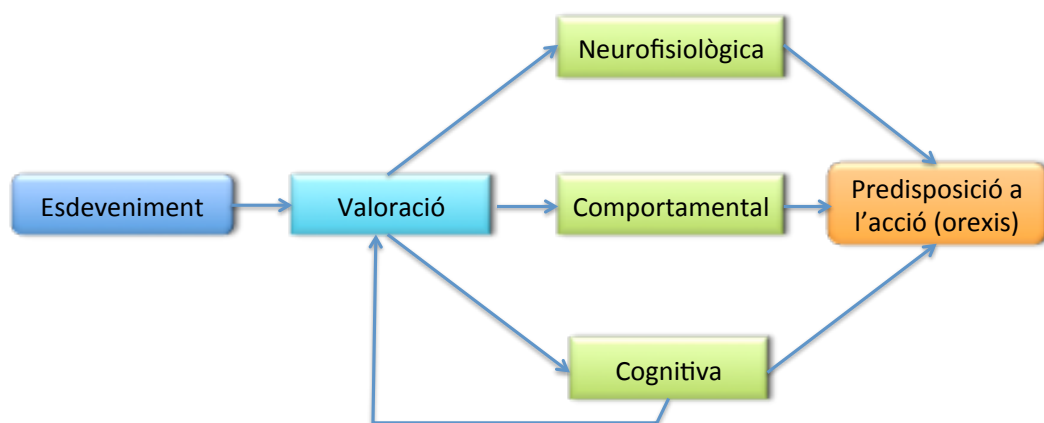 Neurofisiològica
Esdeveniment
Valoració
Comportamental
Predisposició a
l'acció (orexis)
Cognitiva